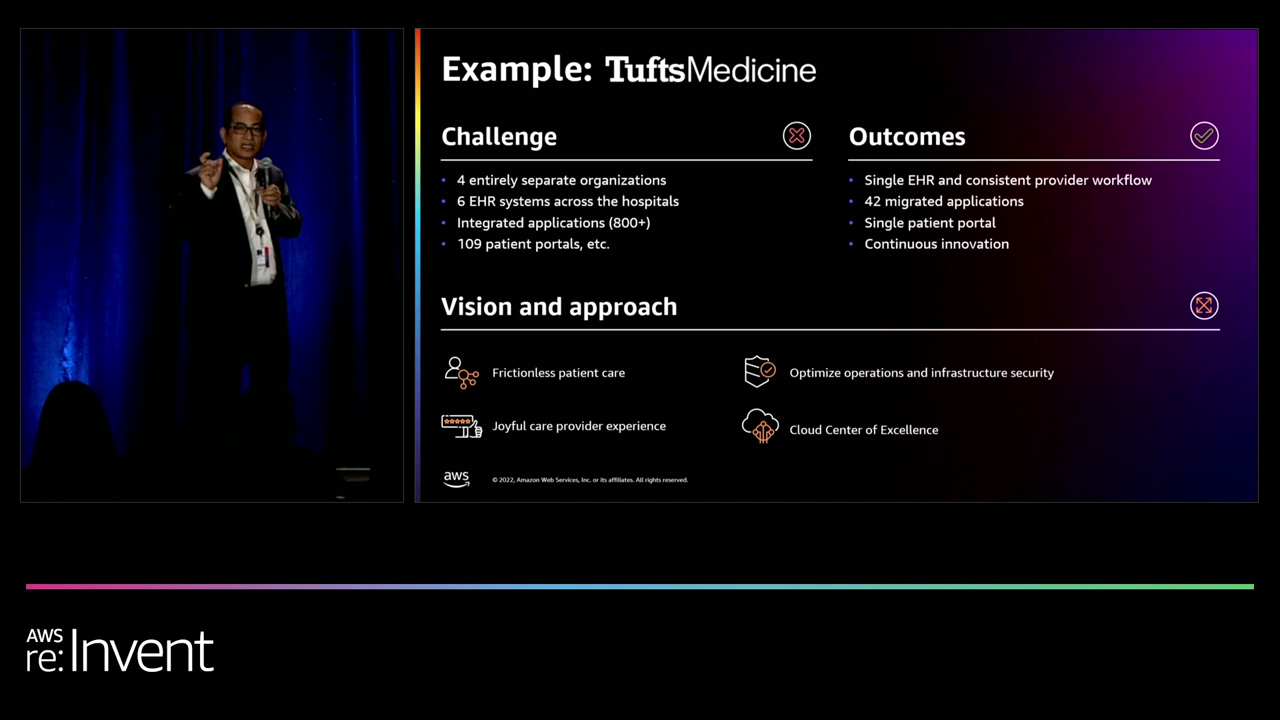 Example: TuftsMedicine
Challenge
4 entirely separate organizations
6 EHR systems across the hospitals
Integrated applications (800+)
109 patient portals, etc.
Outcomes
Single EHR and consistent provider workflow
42 migrated applications
Single patient portal
Continuous innovation
Vision and approach
Frictionless patient care
Optimize operations and infrastructure security
Joyful care provider experience
Cloud Center of Excellence
aws
© 2022, Amazon Web Services, Inc. or its affiliates. All rights reserved.
AWS
re:Invent